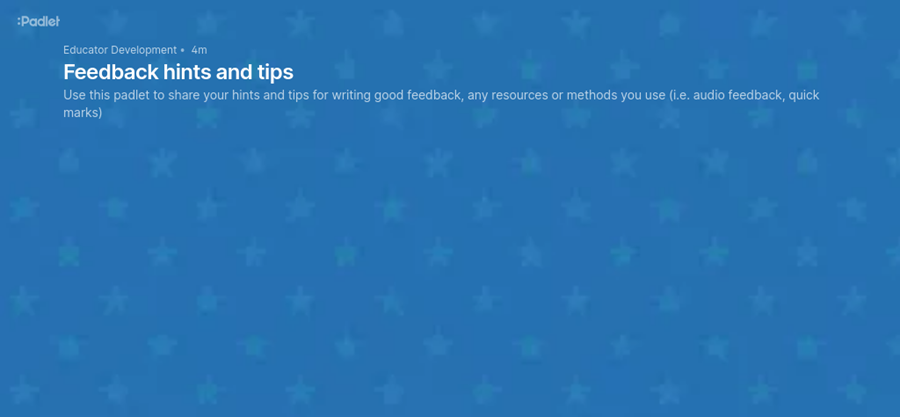 :Padlet
Educator Development • 4m
Feedback hints and tips
Use this padlet to share your hints and tips for writing good feedback, any resources or methods you use (i.e. audio feedback, quick
marks)